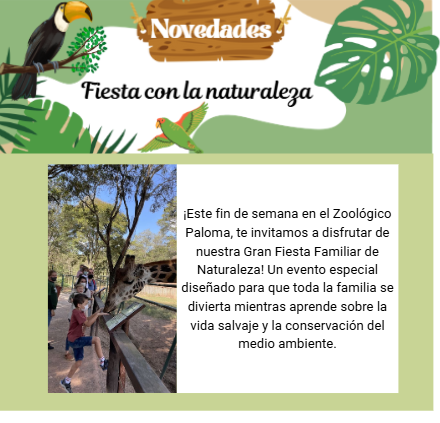 Novedades
Fiesta con la naturaleza
¡Este fin de semana en el Zoológico
Paloma, te invitamos a disfrutar de
nuestra Gran Fiesta Familiar de
Naturaleza! Un evento especial
diseñado para que toda la familia se
divierta mientras aprende sobre la
vida salvaje y la conservación del
medio ambiente.